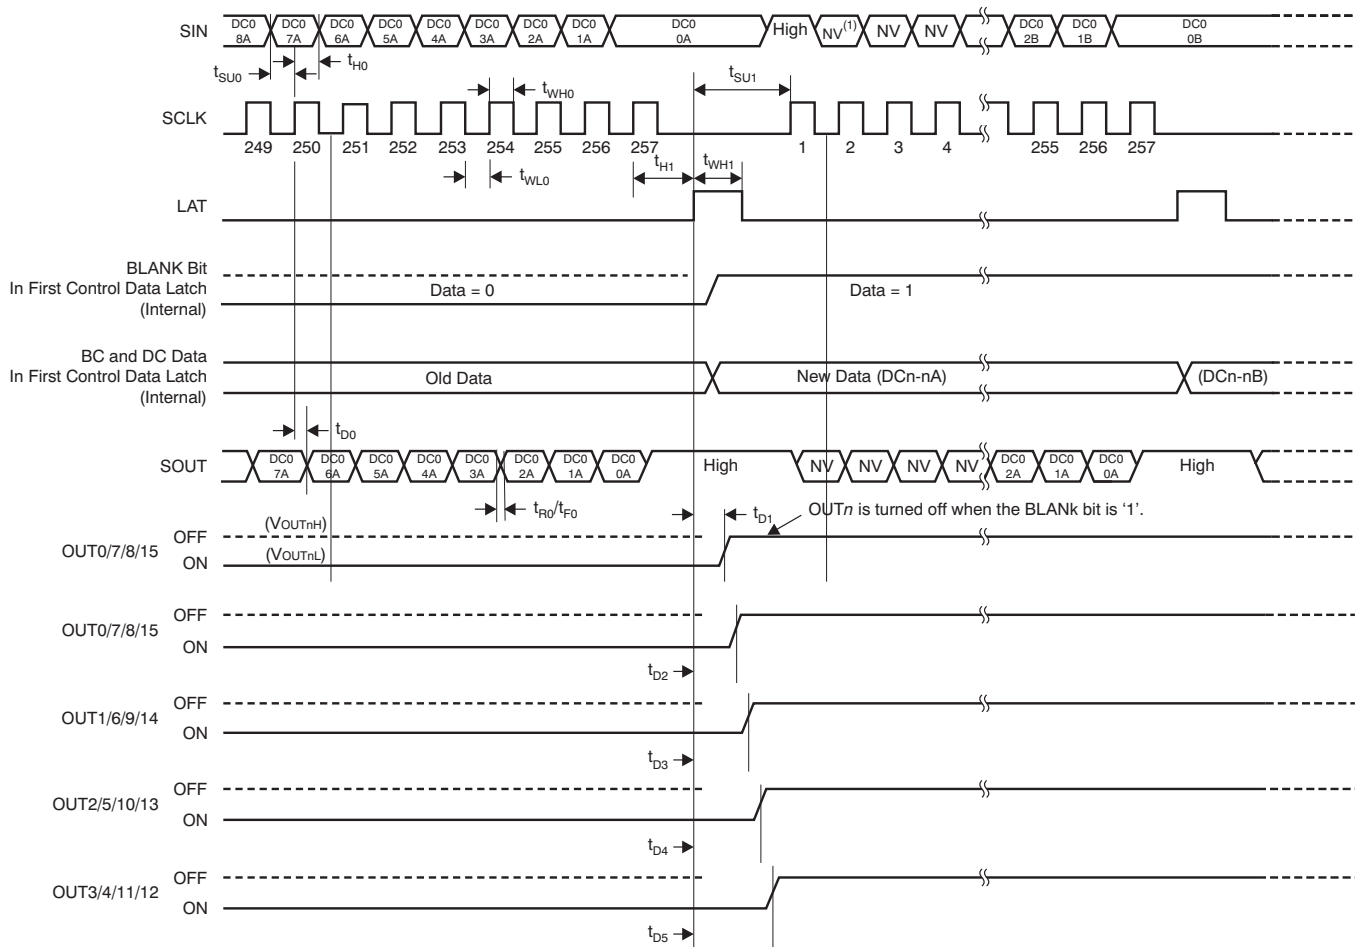 SIN
DC0 8A
DC0 7A
DC0 6A
DC0 5A
DC0 4A
DC0 3A
DC0 2A
DC0 1A
DC0 0A
High
NV(1)
NV
NV
DC0 2B
DC0 1B
DC0 0B
tSU0
tH0
tWH0
tSU1
SCLK
249
250
251
252
253
254
255
256
257
1
2
3
4
255
256
257
tWL0
tH1
tWH1
LAT
BLANK Bit
In First Control Data Latch
(Internal)
Data = 0
Data = 1
BC and DC Data
In First Control Data Latch
(Internal)
Old Data
New Data (DCn-nA)
(DCn-nB)
tD0
SOUT
DC0 7A
DC0 6A
DC0 5A
DC0 4A
DC0 3A
DC0 2A
DC0 1A
DC0 0A
High
NV
NV
NV
NV
DC0 2A
DC0 1A
DC0 0A
High
tR0/tF0
tD1
OUTn is turned off when the BLANk bit is ‘1’.
OUT0/7/8/15
OFF
(VOUTnH)
ON
(VOUTnL)
OUT0/7/8/15
OFF
ON
tD2
OUT1/6/9/14
OFF
ON
tD3
OUT2/5/10/13
OFF
ON
tD4
OUT3/4/11/12
OFF
ON
tD5